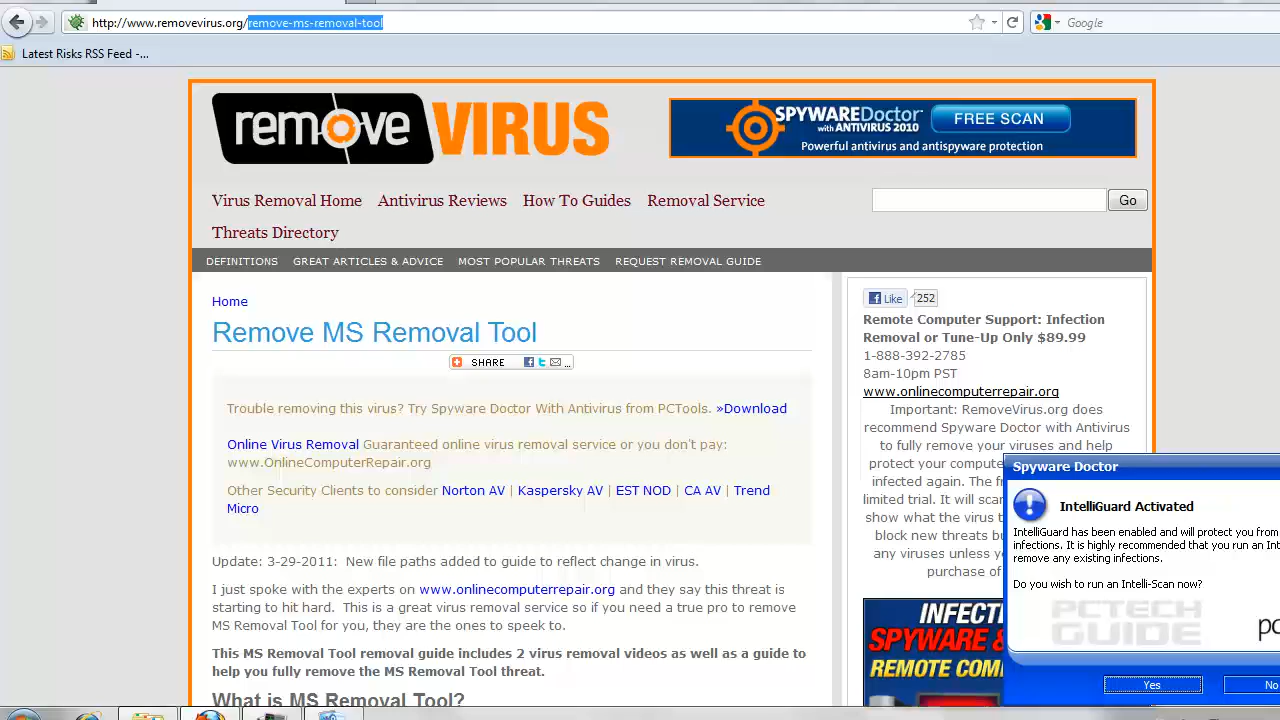 http://www.removevirus.org/remove-ms-removal-tool
Google
Latest Risks RSS Feed -...
remove VIRUS
SPYWARE Doctor
with ANTIVIRUS 2010
FREE SCAN
Powerful antivirus and antispyware protection
Virus Removal Home Antivirus Reviews How To Guides Removal Service
Threats Directory
Go
DEFINITIONS GREAT ARTICLES & ADVICE MOST POPULAR THREATS REQUEST REMOVAL GUIDE
Home
Remove MS Removal Tool
SHARE ...
Trouble removing this virus? Try Spyware Doctor With Antivirus from PCTools. »Download
Online Virus Removal Guaranteed online virus removal service or you don't pay:
www.OnlineComputerRepair.org
Other Security Clients to consider Norton AV | Kaspersky AV | EST NOD | CA AV | Trend
Micro
Update: 3-29-2011: New file paths added to guide to reflect change in virus.
I just spoke with the experts on www.onlinecomputerrepair.org and they say this threat is
starting to hit hard. This is a great virus removal service so if you need a true pro to remove
MS Removal Tool for you, they are the ones to speek to.
This MS Removal Tool removal guide includes 2 virus removal videos as well as a guide to
help you fully remove the MS Removal Tool threat.
What is MS Removal Tool?
Like 252
Remote Computer Support: Infection
Removal or Tune-Up Only $89.99
1-888-392-2785
8am-10pm PST
www.onlinecomputerrepair.org
Important: RemoveVirus.org does
recommend Spyware Doctor with Antivirus
to fully remove your viruses and help
protect your compute
infected again. The fr
limited trial. It will sca
show what the virus t
block new threats bu
any viruses unless y
purchase of
INFECTI
SPYWARE &
REMOTE COM
Spyware Doctor
IntelliGuard Activated
IntelliGuard has been enabled and will protect you from
infections. It is highly recommended that you run an Int
remove any existing infections.
Do you wish to run an Intelli-Scan now?
PCTECH
GUIDE
pc
Yes
No